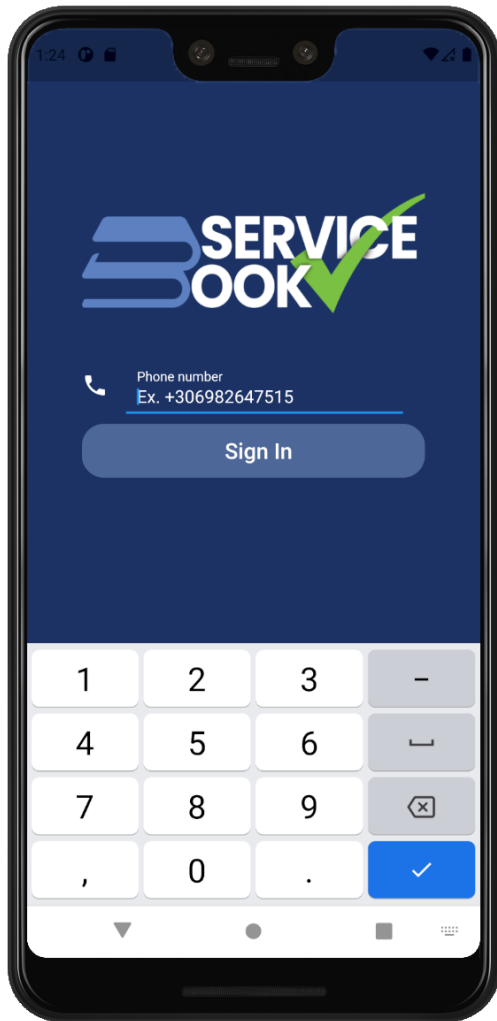 1:24
SERVICE
BOOK
Phone number
Ex. +306982647515
Sign In
1 2 3 -
4 5 6
7 8 9
, 0 .